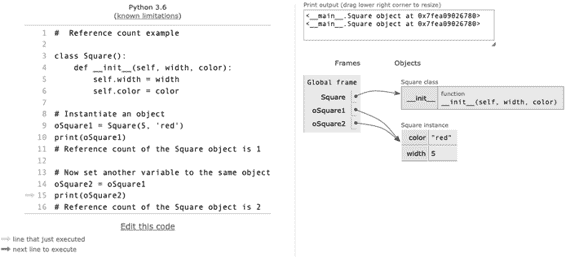 Python 3.6
(known limitations)
1 # Reference count example
2
3 class Square():
4 def __init__(self, width, color):
5 self.width = width
6 self.color = color
7
8 # Instantiate an object
9 oSquare1 = Square(5, 'red')
10 print(oSquare1)
11 # Reference count of the Square object is 1
12
13 # Now set another variable to the same object
14 oSquare2 = oSquare1
15 print(oSquare2)
16 # Reference count of the Square object is 2
Edit this code
line that just executed
next line to execute
Print output (drag lower right corner to resize)
<__main__.Square object at 0x7fea09026780>
<__main__.Square object at 0x7fea09026780>
Frames Objects
Global frame
Square
oSquare1
oSquare2
Square class
__init__
function
__init__(self, width, color)
Square instance
color "red"
width 5